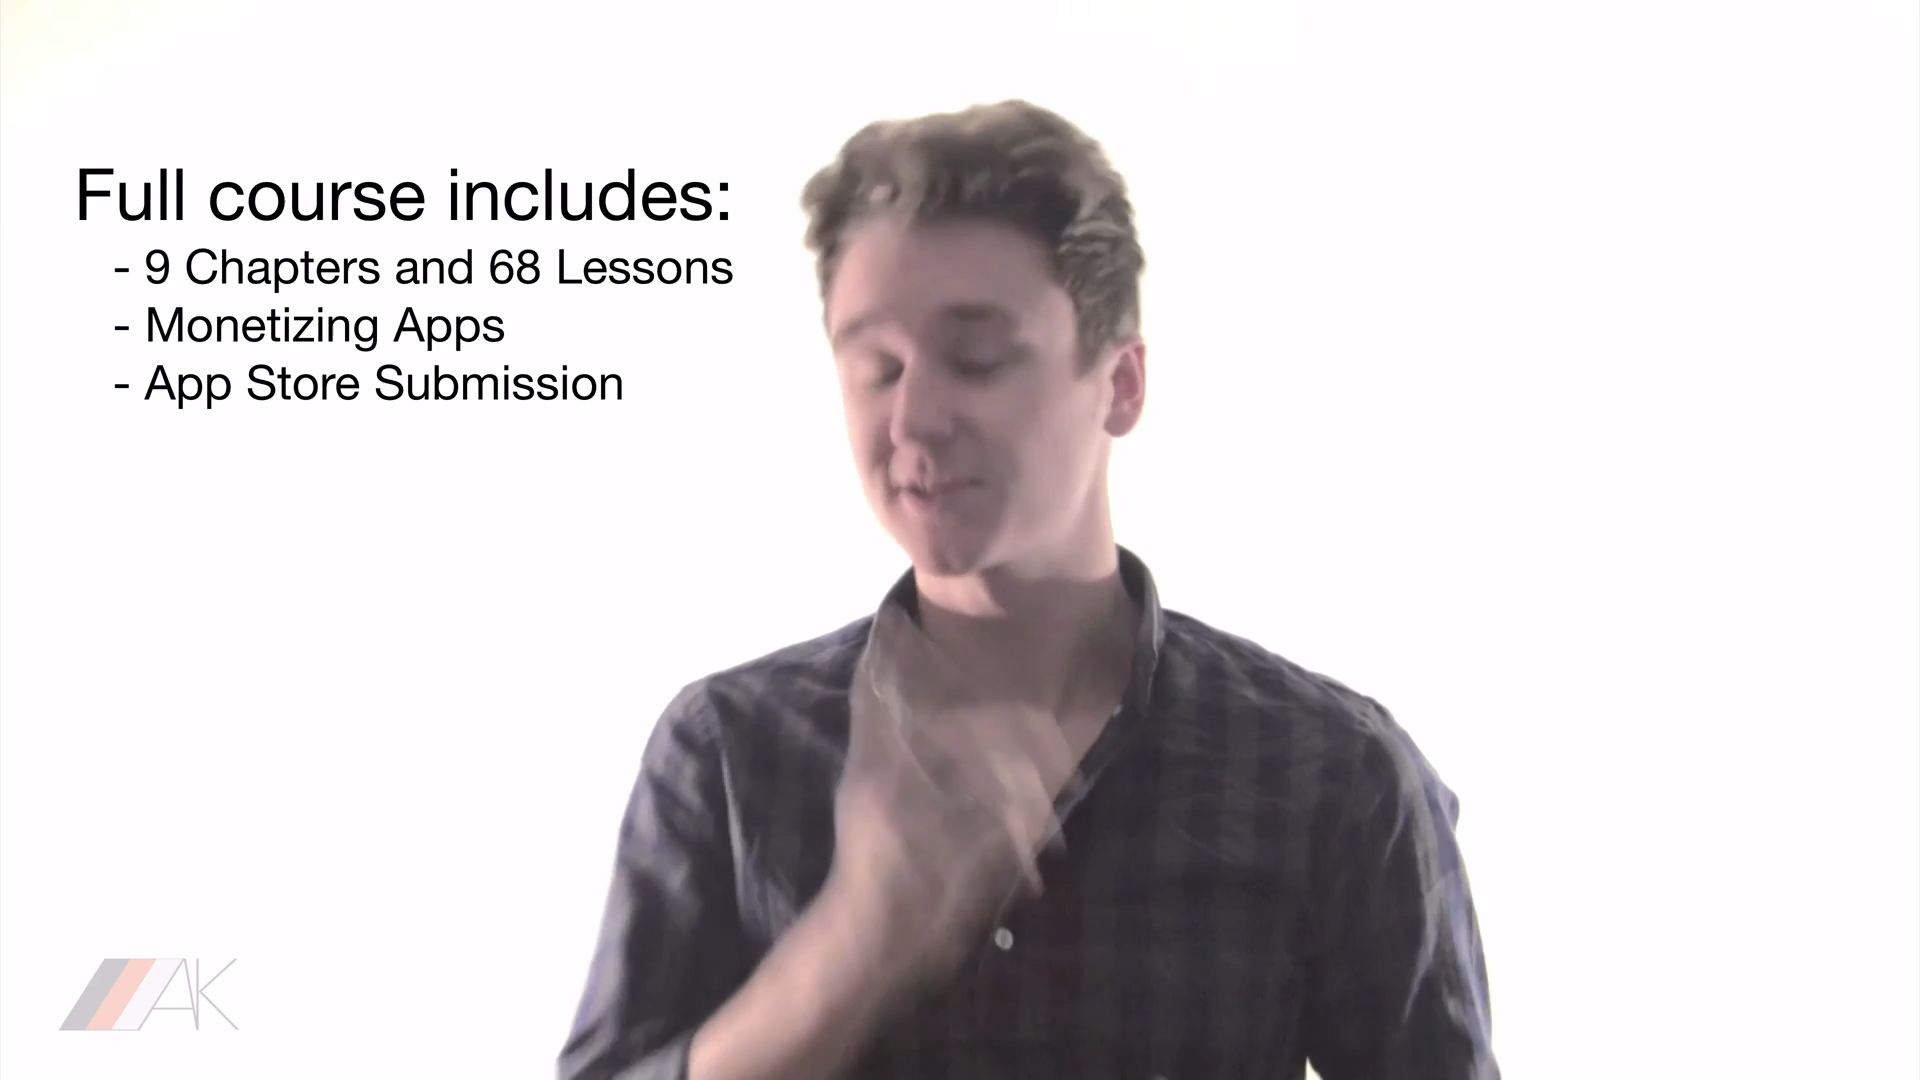 Full course includes:
- 9 Chapters and 68 Lessons
- Monetizing Apps
- App Store Submission
AK